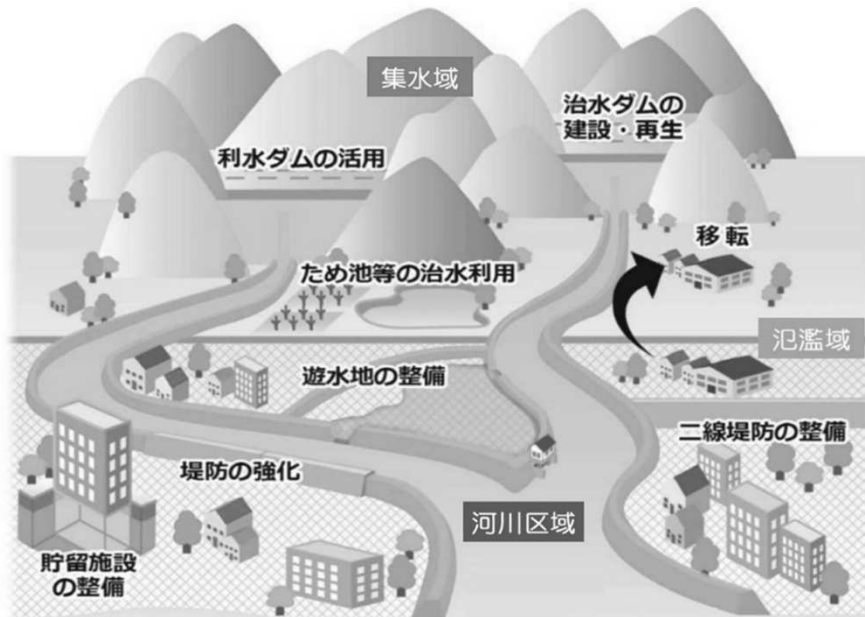 集水域
治水ダムの
建設・再生
利水ダムの活用
移転
ため池等の治水利用
氾濫域
遊水地の整備
二線堤防の整備
堤防の強化
河川区域
貯留施設
の整備